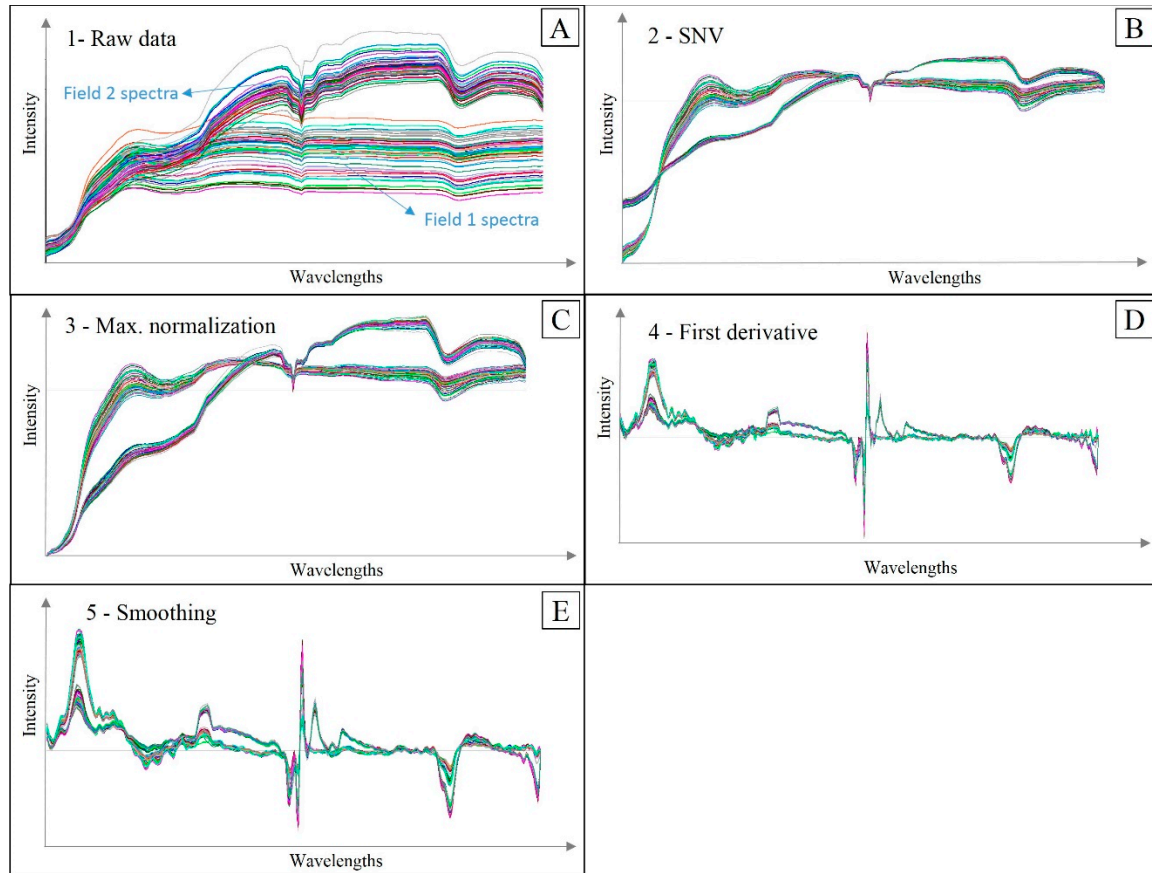 1- Raw data
A
Field 2 spectra
Field 1 spectra
Intensity
Wavelengths
2 - SNV
B
Intensity
Wavelengths
3 - Max. normalization
C
Intensity
Wavelengths
4 - First derivative
D
Intensity
Wavelengths
5 - Smoothing
E
Intensity
Wavelengths